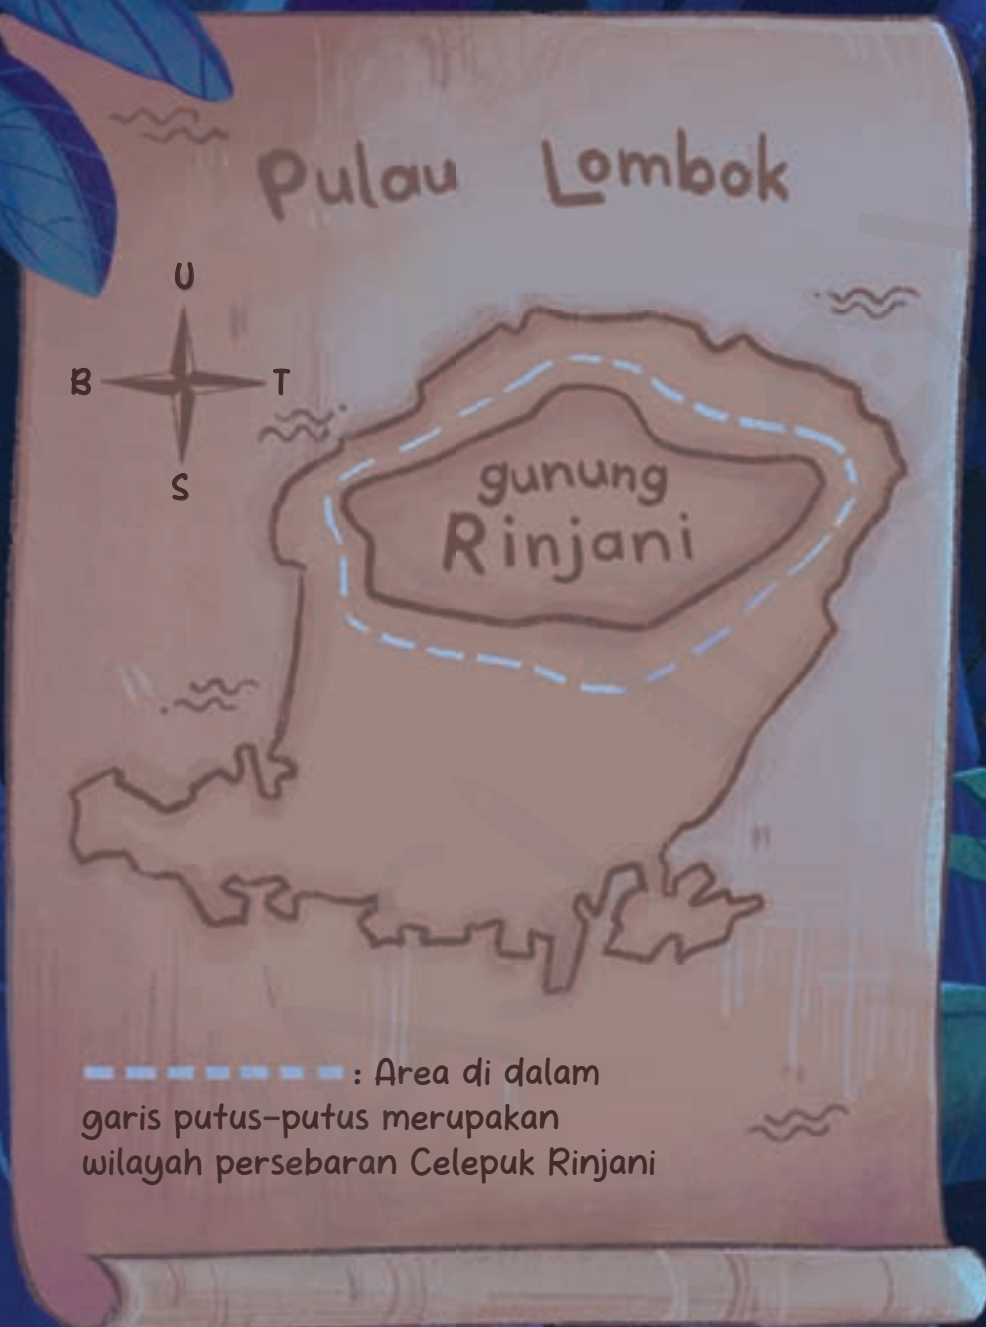 Pulau Lombok
U
B T
S
gunung
Rinjani
: Area di dalam
garis putus-putus merupakan
wilayah persebaran Celepuk Rinjani